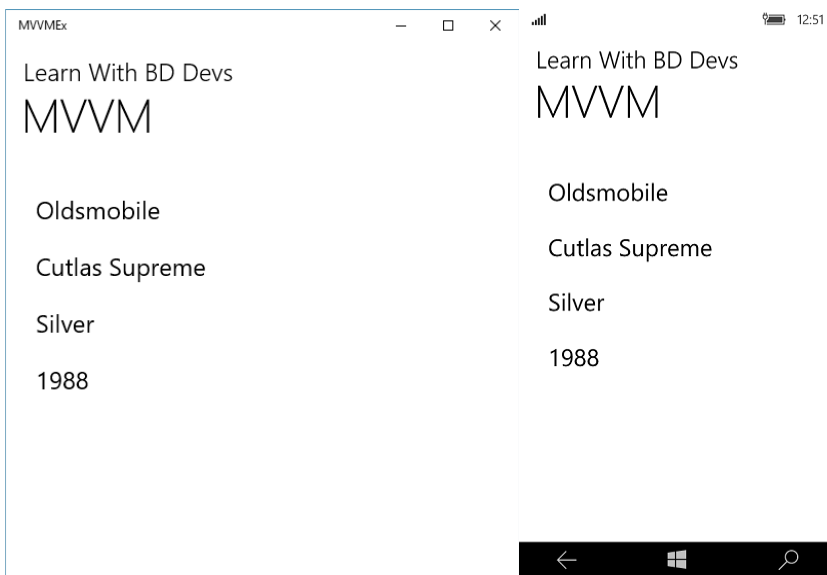 MVVMEx
Learn With BD Devs
MVVM
Oldsmobile
Cutlas Supreme
Silver
1988
12:51
Learn With BD Devs
MVVM
Oldsmobile
Cutlas Supreme
Silver
1988